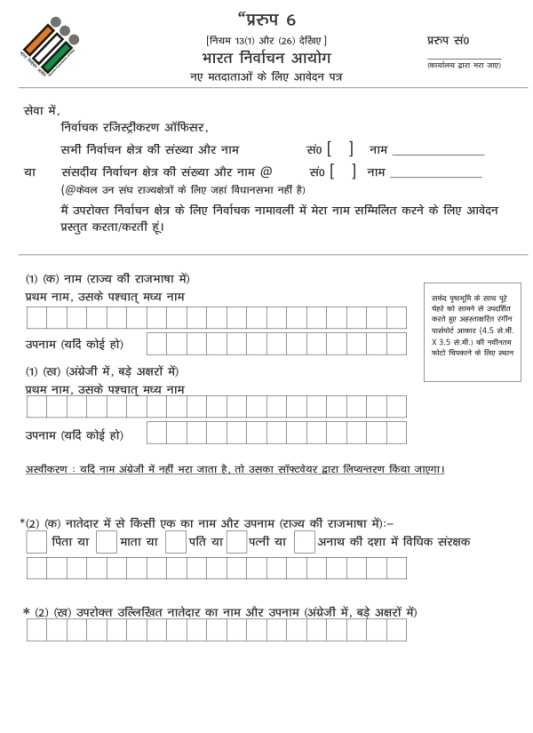 “प्ररुप 6
[नियम 13(1) और (26) देखिए]
भारत निर्वाचन आयोग
नए मतदाताओं के लिए आवेदन पत्र
प्ररुप सं0
(कार्यालय द्वारा भरा जाए)
सेवा में,
निर्वाचक रजिस्ट्रीकरण ऑफिसर,
सभी निर्वाचन क्षेत्र की संख्या और नाम सं0 [ ] नाम ____________
या संसदीय निर्वाचन क्षेत्र की संख्या और नाम @ सं0 [ ] नाम ____________
(@केवल उन संघ राज्यक्षेत्रों के लिए जहां विधानसभा नहीं है)
मैं उपरोक्त निर्वाचन क्षेत्र के लिए निर्वाचक नामावली में मेरा नाम सम्मिलित करने के लिए आवेदन
प्रस्तुत करता/करती हूं।
(1) (क) नाम (राज्य की राजभाषा में)
प्रथम नाम, उसके पश्चात् मध्य नाम
उपनाम (यदि कोई हो)
सफेद पृष्ठभूमि के साथ पूरे
चेहरे को सामने से उपदर्शित
करते हुए अहस्ताक्षरित रंगीन
पासपोर्ट आकार (4.5 से.मी.
X 3.5 से.मी.) की नवीनतम
फोटो चिपकाने के लिए स्थान
(1) (ख) (अंग्रेजी में, बड़े अक्षरों में)
प्रथम नाम, उसके पश्चात् मध्य नाम
उपनाम (यदि कोई हो)
अस्वीकरण : यदि नाम अंग्रेजी में नहीं भरा जाता है, तो उसका सॉफ्टवेयर द्वारा लिप्यन्तरण किया जाएगा।
*(2) (क) नातेदार में से किसी एक का नाम और उपनाम (राज्य की राजभाषा में):–
पिता या माता या पति या पत्नी या अनाथ की दशा में विधिक संरक्षक
* (2) (ख) उपरोक्त उल्लिखित नातेदार का नाम और उपनाम (अंग्रेजी में, बड़े अक्षरों में)